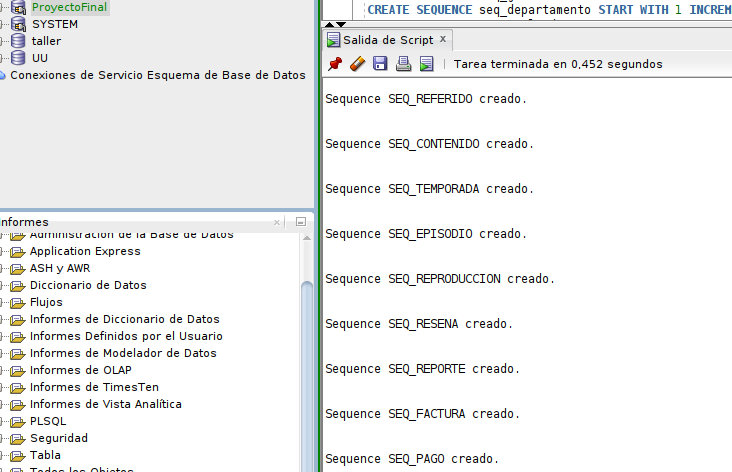 ProyectoFinal
SYSTEM
taller
UU
Conexiones de Servicio Esquema de Base de Datos
Informes
Administración de la Base de Datos
Application Express
ASH y AWR
Diccionario de Datos
Flujos
Informes de Diccionario de Datos
Informes Definidos por el Usuario
Informes de Modelador de Datos
Informes de OLAP
Informes de TimesTen
Informes de Vista Analítica
PLSQL
Seguridad
Tabla
Todos los Objetos
CREATE SEQUENCE seq_departamento START WITH 1 INCREM
Salida de Script x
Tarea terminada en 0,452 segundos
Sequence SEQ_REFERIDO creado.
Sequence SEQ_CONTENIDO creado.
Sequence SEQ_TEMPORADA creado.
Sequence SEQ_EPISODIO creado.
Sequence SEQ_REPRODUCCION creado.
Sequence SEQ_RESENA creado.
Sequence SEQ_REPORTE creado.
Sequence SEQ_FACTURA creado.
Sequence SEQ_PAGO creado.